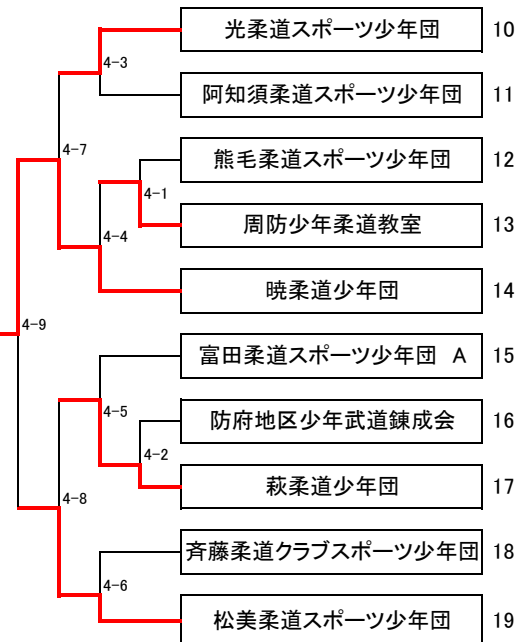 光柔道スポーツ少年団 10
4-3
阿知須柔道スポーツ少年団 11
4-7
熊毛柔道スポーツ少年団 12
4-1
周防少年柔道教室 13
4-4
暁柔道少年団 14
4-9
富田柔道スポーツ少年団 A 15
4-5
防府地区少年武道錬成会 16
4-2
萩柔道少年団 17
4-8
斉藤柔道クラブスポーツ少年団 18
4-6
松美柔道スポーツ少年団 19